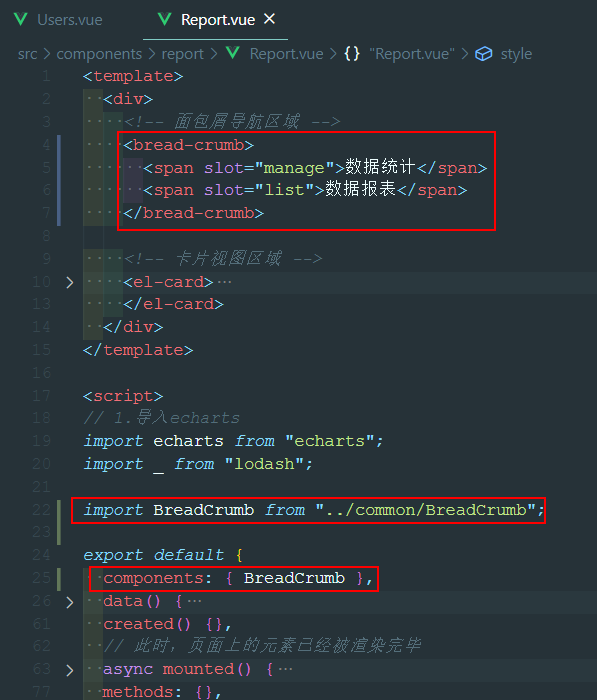 Users.vue Report.vue ×
src > components > report > Report.vue > {} "Report.vue" > style
1 <template>
2 <div>
3 <!-- 面包屑导航区域 -->
4 <bread-crumb>
5 <span slot="manage">数据统计</span>
6 <span slot="list">数据报表</span>
7 </bread-crumb>
8
9 <!-- 卡片视图区域 -->
10 > <el-card>…
13 </el-card>
14 </div>
15 </template>
16
17 <script>
18 // 1.导入echarts
19 import echarts from "echarts";
20 import _ from "lodash";
21
22 import BreadCrumb from "../common/BreadCrumb";
23
24 export default {
25 components: { BreadCrumb },
26 > data() {…
61 created() {},
62 // 此时，页面上的元素已经被渲染完毕
63 > async mounted() {…
77 methods: {},